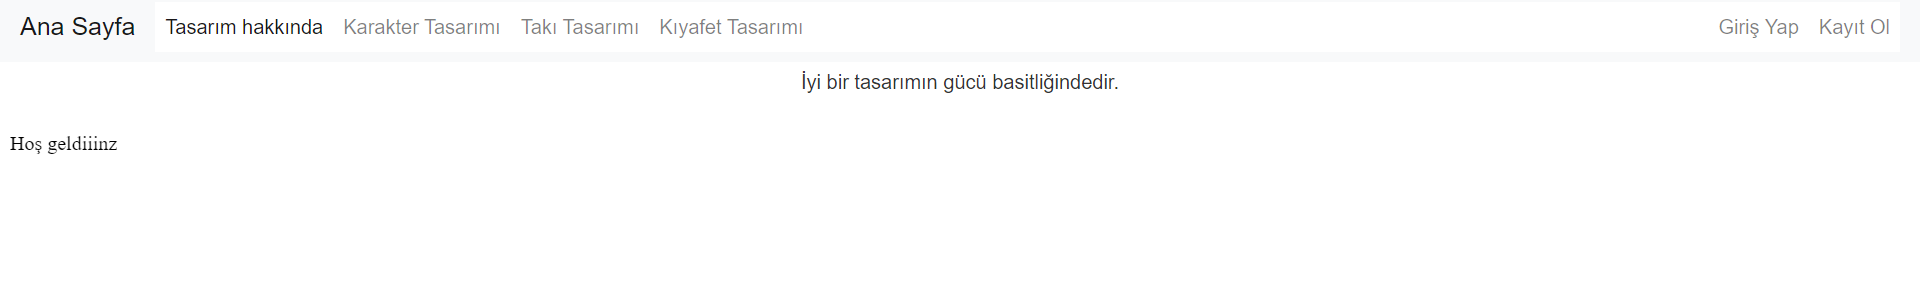 Ana Sayfa Tasarım hakkında Karakter Tasarımı Takı Tasarımı Kıyafet Tasarımı Giriş Yap Kayıt Ol
İyi bir tasarımın gücü basitliğindedir.
Hoş geldiiinz